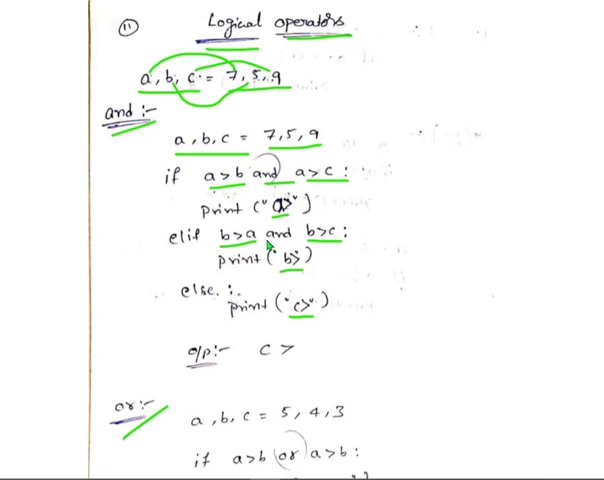 11
Logical operators
a, b, c = 7, 5, 9
and :-
a, b, c = 7, 5, 9
if a>b and a>c :
print ("a>")
elif b>a and b>c :
print ("b>")
else :
print ("c>")
o/p:- c >
or :-
a, b, c = 5, 4, 3
if a>b or a>b :